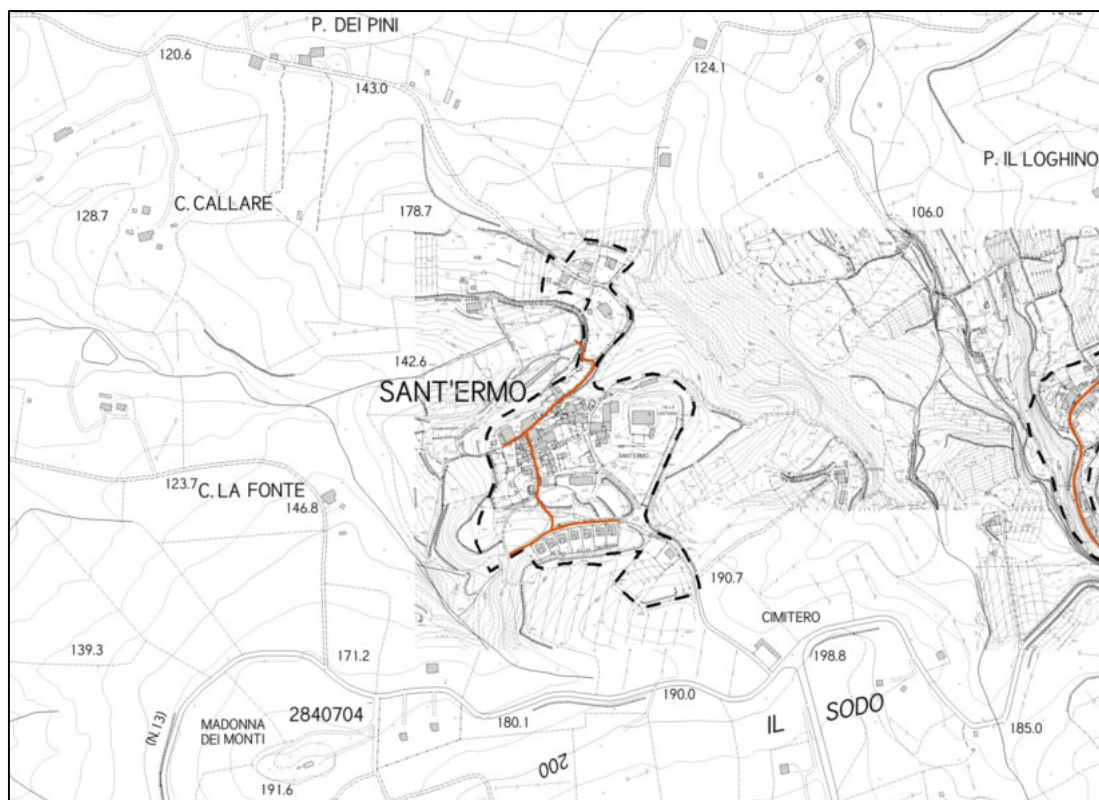 P. DEI PINI
120.6
143.0
124.1
P. IL LOGHINO
C. CALLARE
178.7
128.7
106.0
142.6
SANT'ERMO
SANT'ERMO
123.7
C. LA FONTE
146.8
190.7
CIMITERO
139.3
171.2
198.8
190.0
(N.13)
MADONNA
DEI MONTI
2840704
180.1
IL SODO
185.0
200
191.6